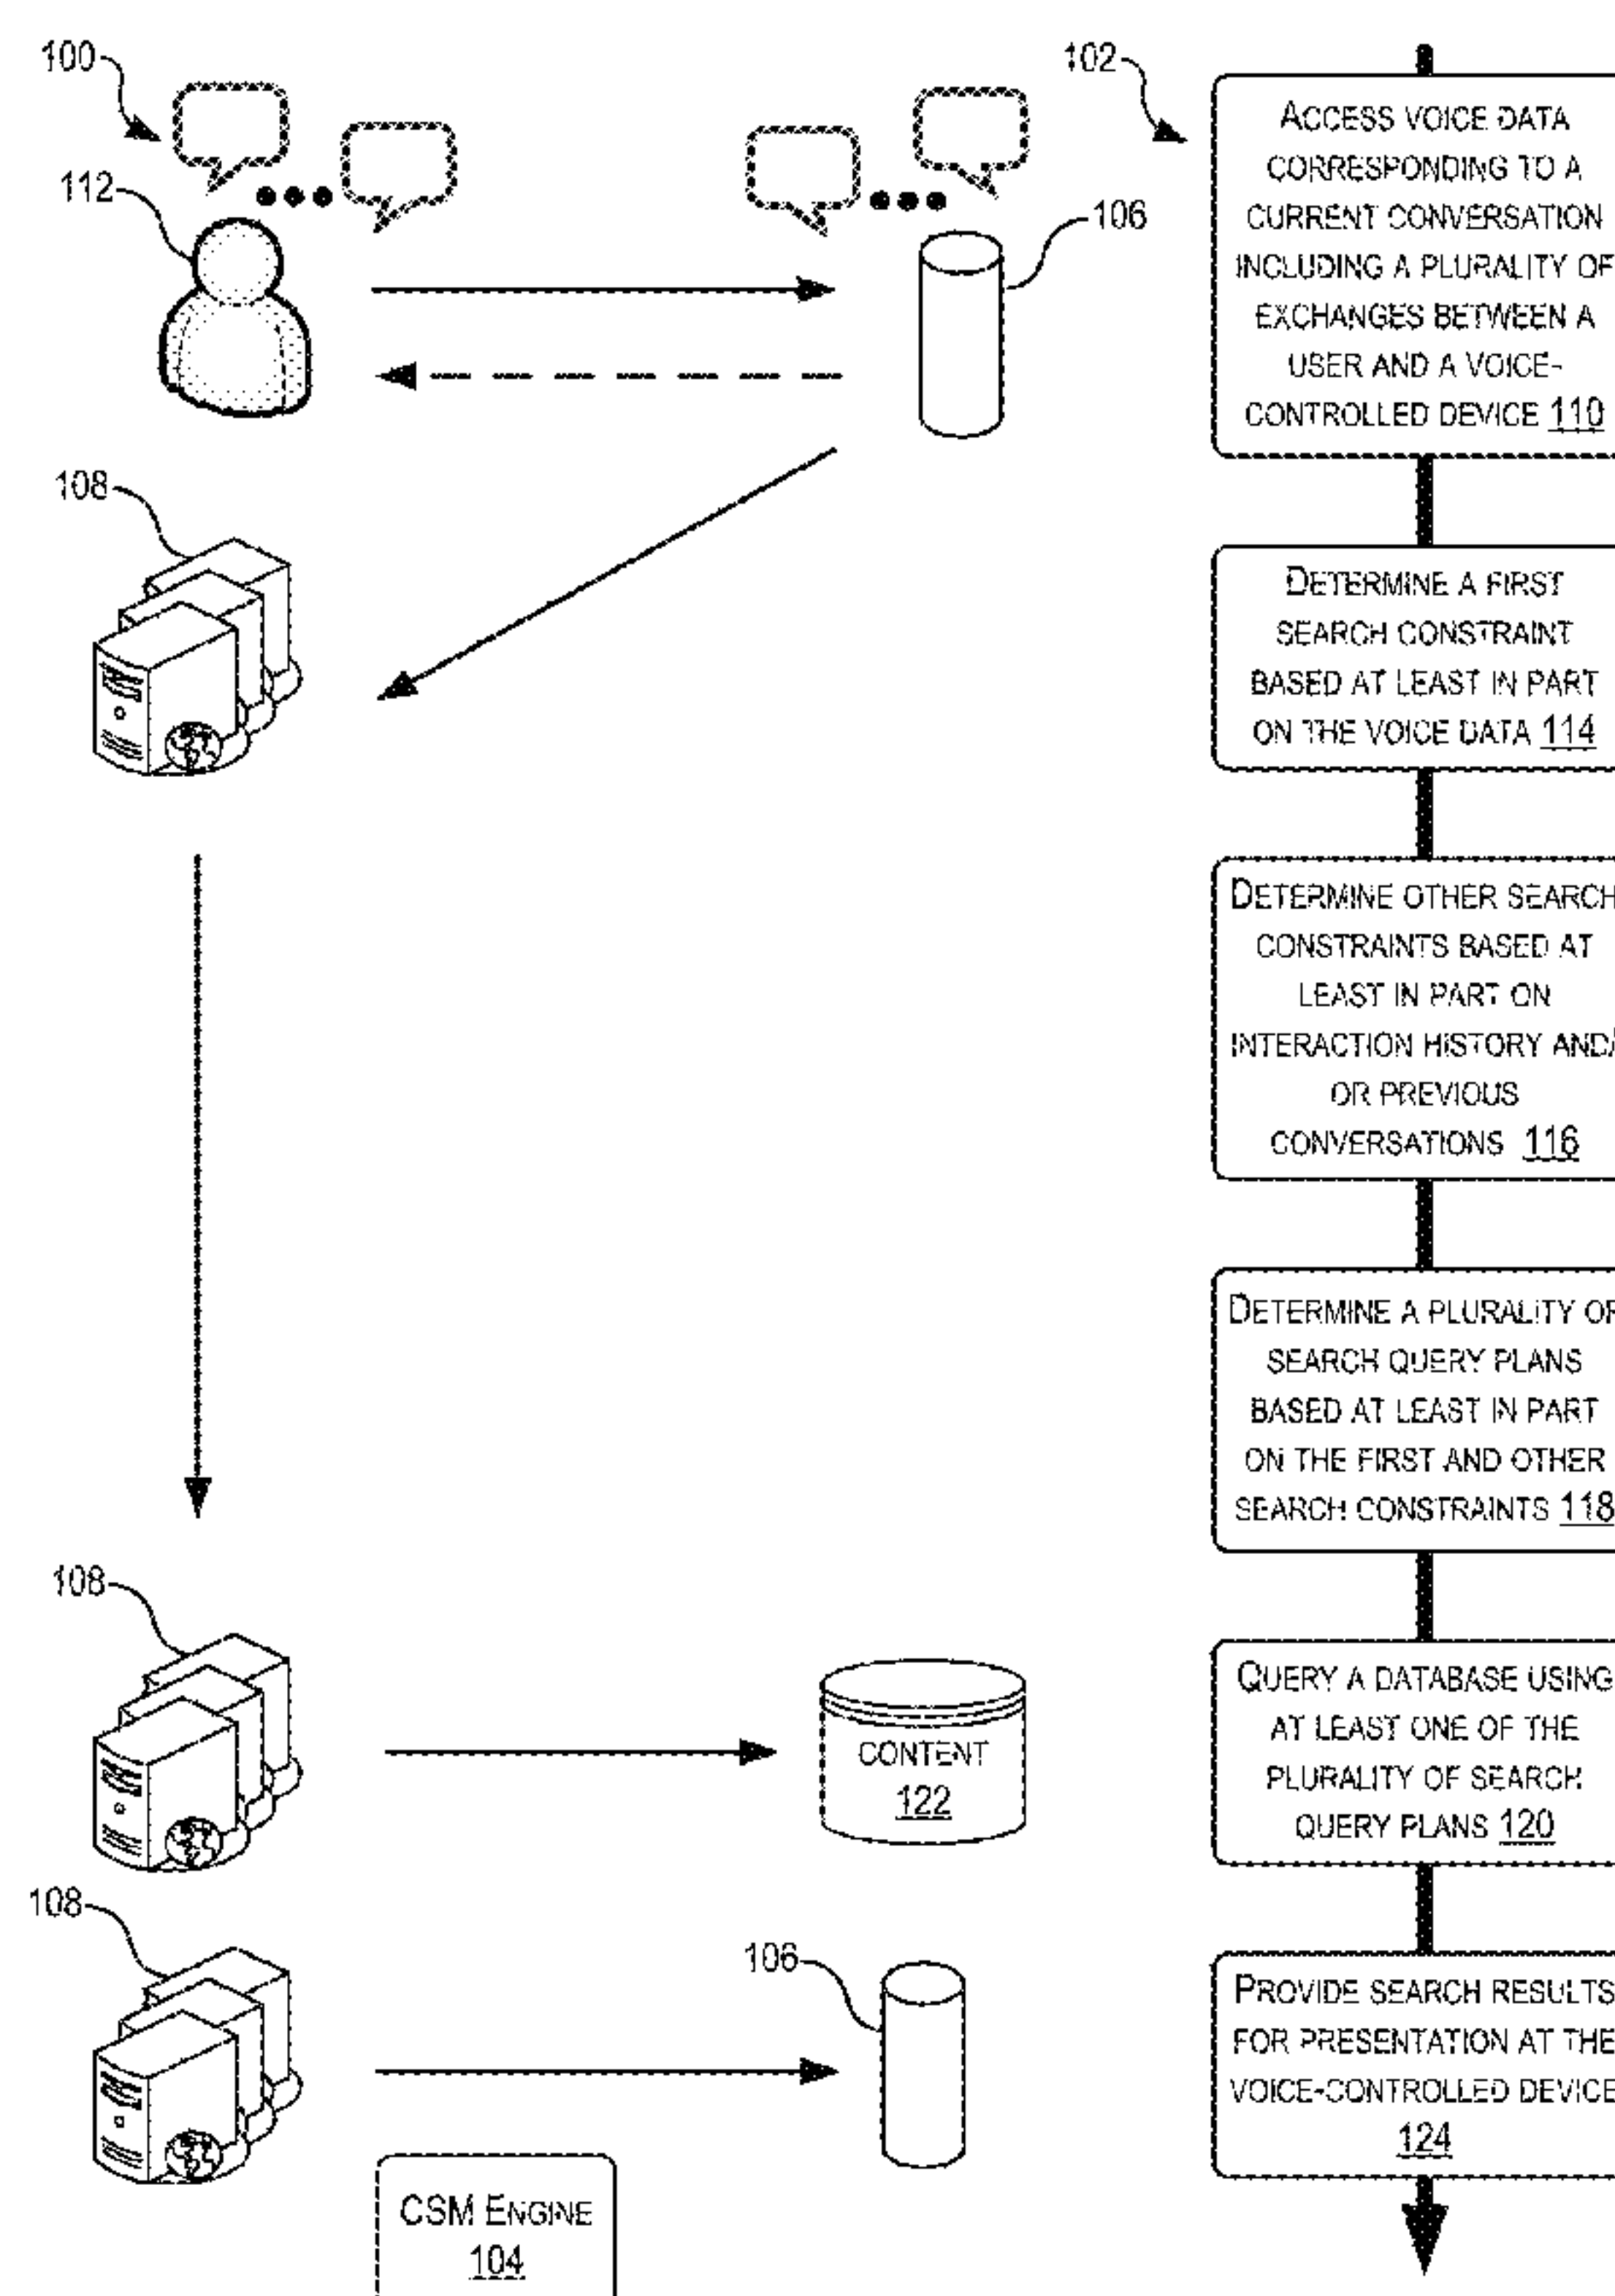 100
102
112
106
ACCESS VOICE DATA
CORRESPONDING TO A
CURRENT CONVERSATION
INCLUDING A PLURALITY OF
EXCHANGES BETWEEN A
USER AND A VOICE-
CONTROLLED DEVICE 110
108
DETERMINE A FIRST
SEARCH CONSTRAINT
BASED AT LEAST IN PART
ON THE VOICE DATA 114
DETERMINE OTHER SEARCH
CONSTRAINTS BASED AT
LEAST IN PART ON
INTERACTION HISTORY AND/
OR PREVIOUS
CONVERSATIONS 116
DETERMINE A PLURALITY OF
SEARCH QUERY PLANS
BASED AT LEAST IN PART
ON THE FIRST AND OTHER
SEARCH CONSTRAINTS 118
108
CONTENT
122
QUERY A DATABASE USING
AT LEAST ONE OF THE
PLURALITY OF SEARCH
QUERY PLANS 120
108
106
PROVIDE SEARCH RESULTS
FOR PRESENTATION AT THE
VOICE-CONTROLLED DEVICE
124
CSM ENGINE
104